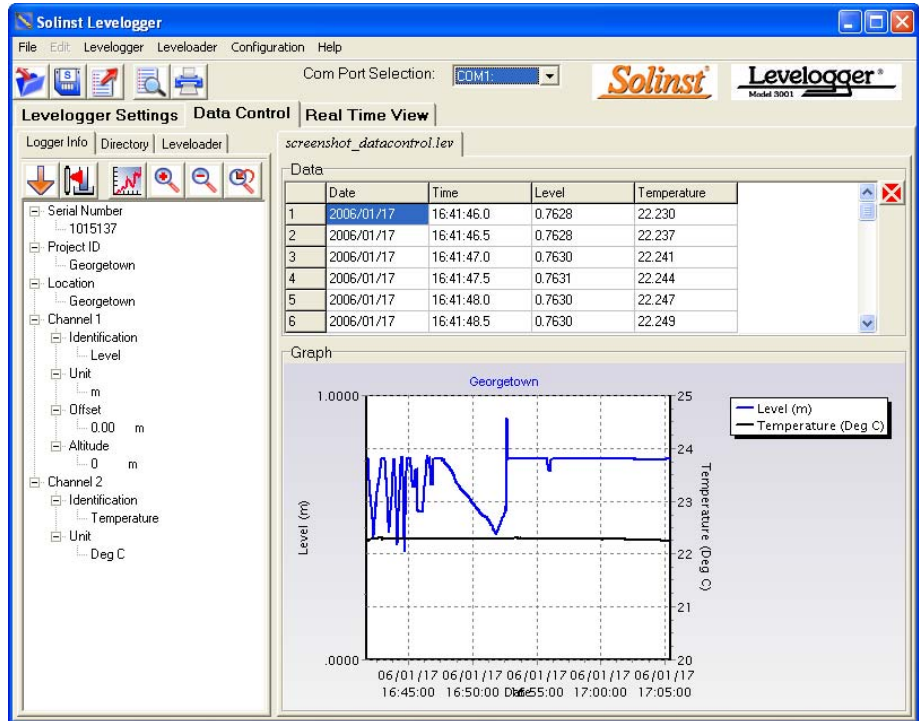 Solinst Levelogger
File Edit Levelogger Leveloader Configuration Help
Com Port Selection: COM1:
Solinst
Levelogger
Model 3001
Levelogger Settings Data Control Real Time View
Logger Info Directory Leveloader
screenshot_datacontrol.lev
Serial Number
1015137
Project ID
Georgetown
Location
Georgetown
Channel 1
Identification
Level
Unit
m
Offset
0.00 m
Altitude
0 m
Channel 2
Identification
Temperature
Unit
Deg C
Data
Date Time Level Temperature
1 2006/01/17 16:41:46.0 0.7628 22.230
2 2006/01/17 16:41:46.5 0.7628 22.237
3 2006/01/17 16:41:47.0 0.7630 22.241
4 2006/01/17 16:41:47.5 0.7631 22.244
5 2006/01/17 16:41:48.0 0.7630 22.247
6 2006/01/17 16:41:48.5 0.7630 22.249
Graph
Georgetown
1.0000
.0000
Level (m)
25
24
23
22
21
20
Temperature (Deg C)
Level (m)
Temperature (Deg C)
06/01/17 06/01/17 06/01/17 06/01/17 06/01/17
16:45:00 16:50:00 16:55:00 17:00:00 17:05:00
Date